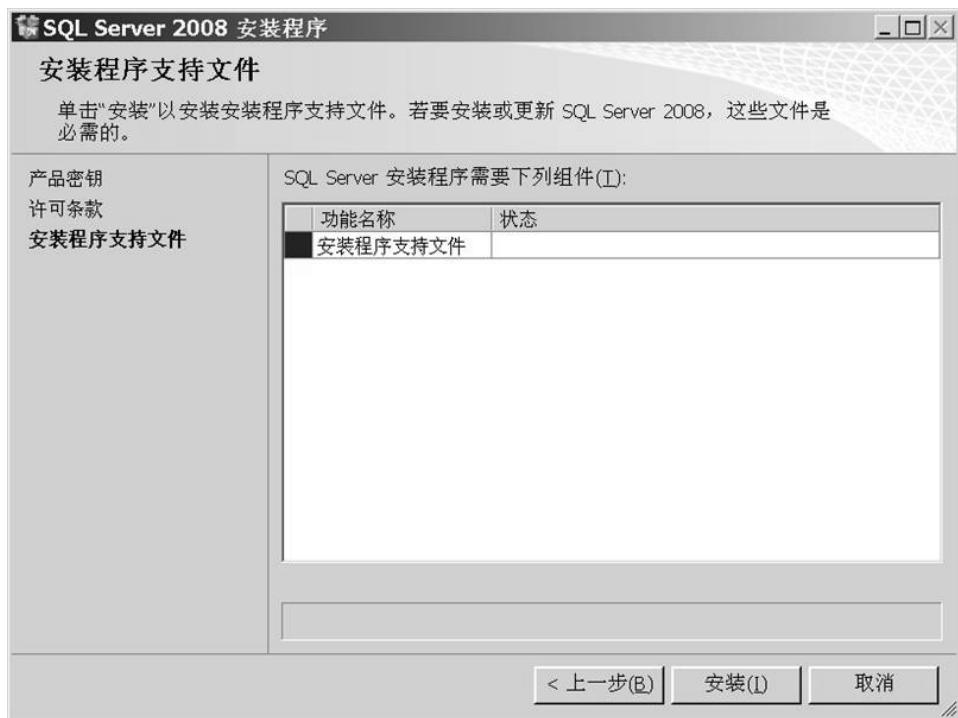 SQL Server 2008 安装程序
安装程序支持文件
单击“安装”以安装安装程序支持文件。若要安装或更新 SQL Server 2008，这些文件是
必需的。
产品密钥
许可条款
安装程序支持文件
SQL Server 安装程序需要下列组件(T):
功能名称 状态
安装程序支持文件
< 上一步(B) 安装(I) 取消